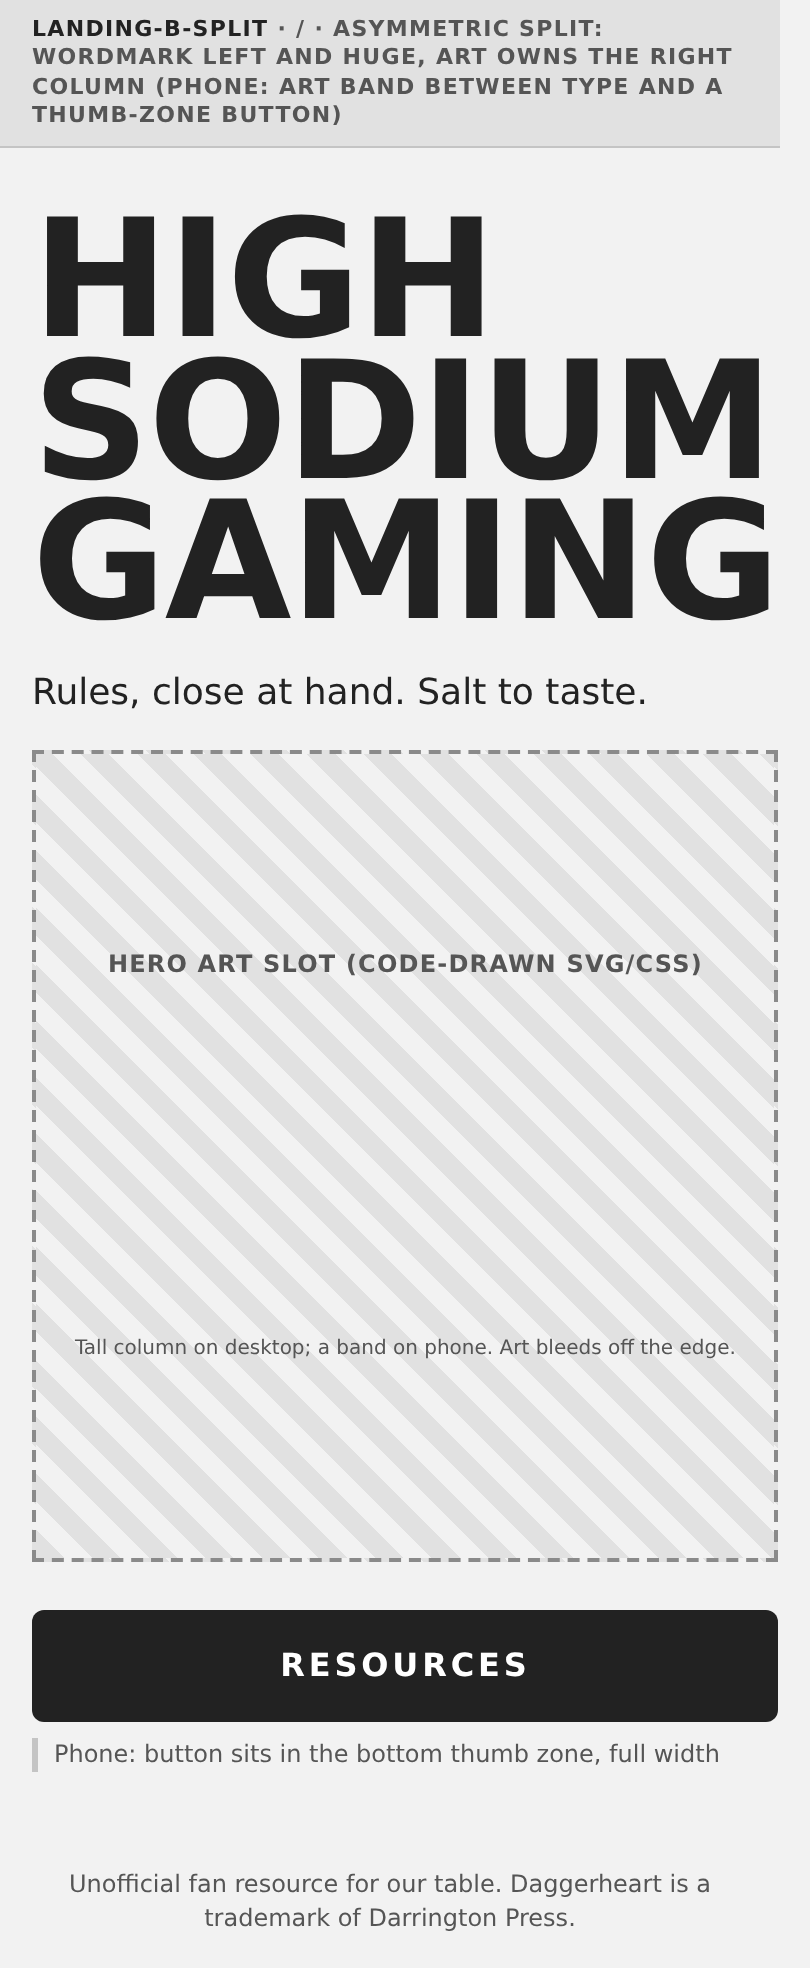 LANDING-B-SPLIT · / · ASYMMETRIC SPLIT:
WORDMARK LEFT AND HUGE, ART OWNS THE RIGHT
COLUMN (PHONE: ART BAND BETWEEN TYPE AND A
THUMB-ZONE BUTTON)
HIGH
SODIUM
GAMING
Rules, close at hand. Salt to taste.
HERO ART SLOT (CODE-DRAWN SVG/CSS)
Tall column on desktop; a band on phone. Art bleeds off the edge.
RESOURCES
Phone: button sits in the bottom thumb zone, full width
Unofficial fan resource for our table. Daggerheart is a
trademark of Darrington Press.